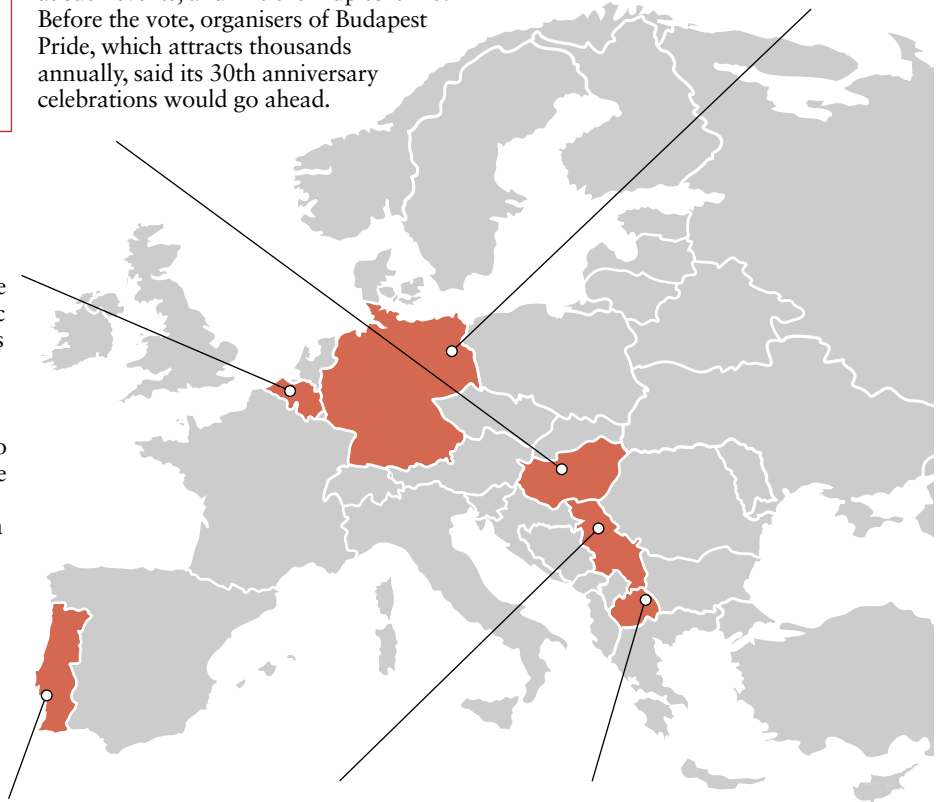 Before the vote, organisers of Budapest
Pride, which attracts thousands
annually, said its 30th anniversary
celebrations would go ahead.